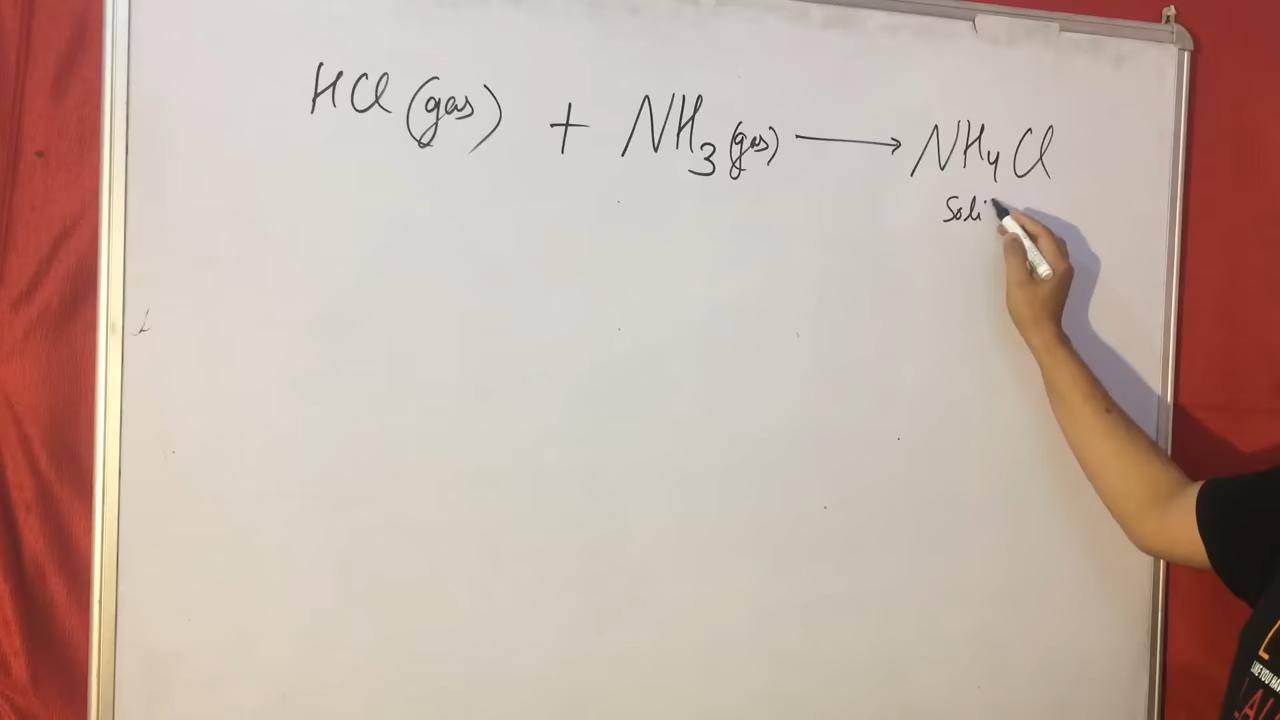 HCl (gas) + NH₃ (gas) ⟶ NH₄Cl
Soli